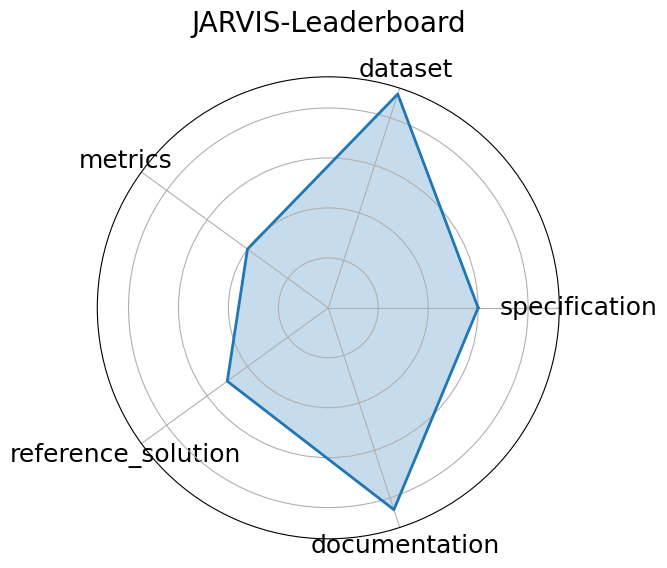 JARVIS-Leaderboard
dataset
metrics
specification
reference_solution
documentation